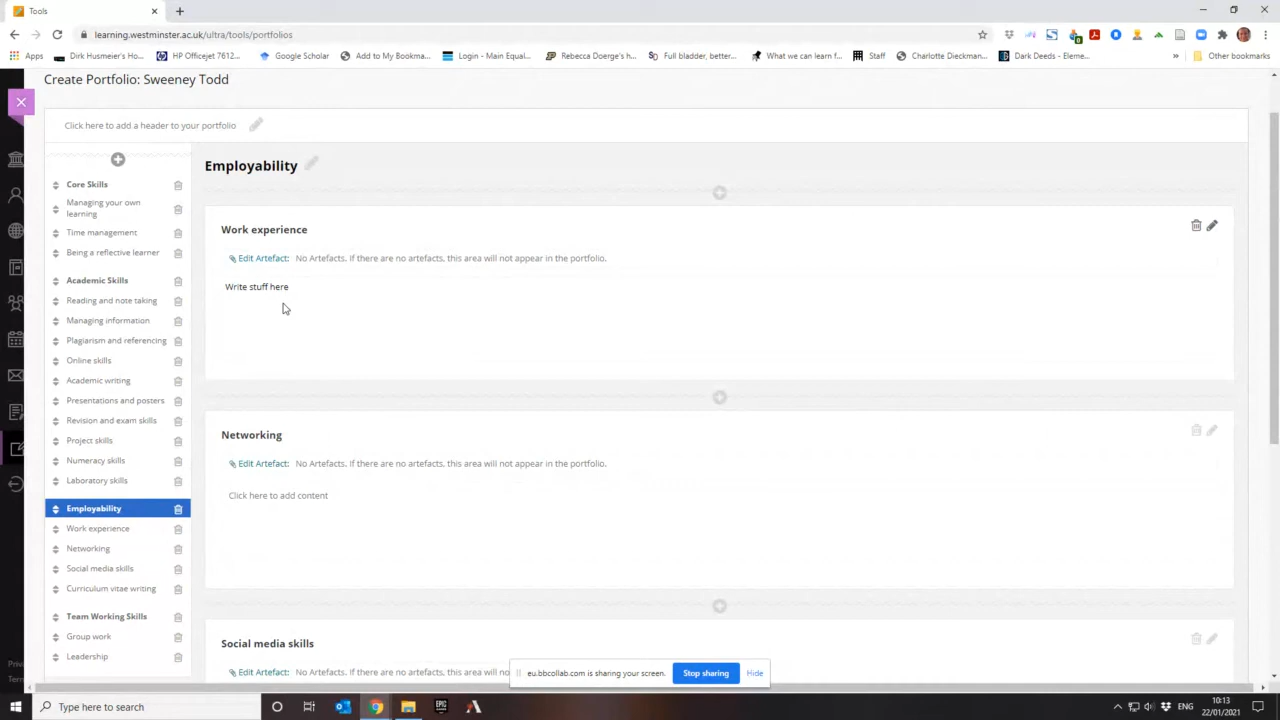 Tools
learning.westminster.ac.uk/ultra/tools/portfolios
Apps
Dirk Husmeier's Ho...
HP Officejet 7612...
Google Scholar
Add to My Bookma...
Login - Main Equal...
Rebecca Doerge's h...
Full bladder, better...
What we can learn f...
Staff
Charlotte Dieckman...
Dark Deeds - Eleme...
»
Other bookmarks
Create Portfolio: Sweeney Todd
Click here to add a header to your portfolio
Core Skills
Managing your own
learning
Time management
Being a reflective learner
Academic Skills
Reading and note taking
Managing information
Plagiarism and referencing
Online skills
Academic writing
Presentations and posters
Revision and exam skills
Project skills
Numeracy skills
Laboratory skills
Employability
Work experience
Networking
Social media skills
Curriculum vitae writing
Team Working Skills
Group work
Leadership
Employability
Work experience
Edit Artefact: No Artefacts. If there are no artefacts, this area will not appear in the portfolio.
Write stuff here
Networking
Edit Artefact: No Artefacts. If there are no artefacts, this area will not appear in the portfolio.
Click here to add content
Social media skills
Edit Artefact: No Artefacts. If there are no artefacts, this area will no
eu.bbcollab.com is sharing your screen.
Stop sharing
Hide
Priva
Term
Type here to search
EPIC
ENG
10:13
22/01/2021